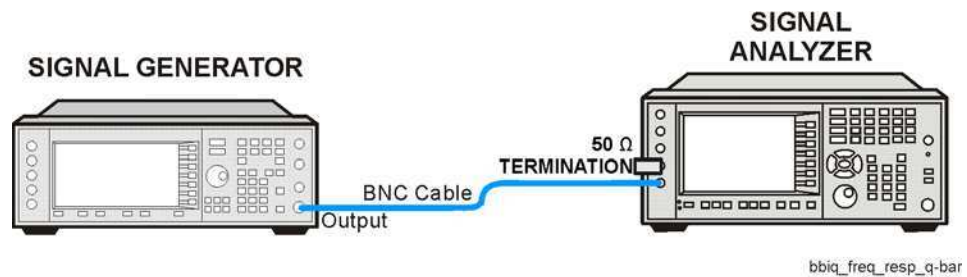 SIGNAL GENERATOR
SIGNAL
ANALYZER
50 Ω
TERMINATION
BNC Cable
Output
bbiq_freq_resp_q-bar